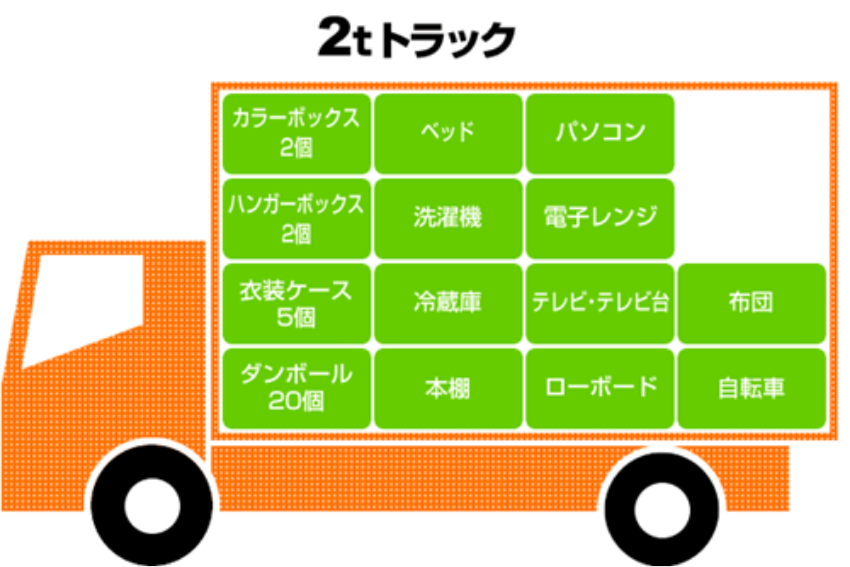 2tトラック
カラーボックス
2個
ベッド
パソコン
ハンガーボックス
2個
洗濯機
電子レンジ
衣装ケース
5個
冷蔵庫
テレビ・テレビ台
布団
ダンボール
20個
本棚
ローボード
自転車